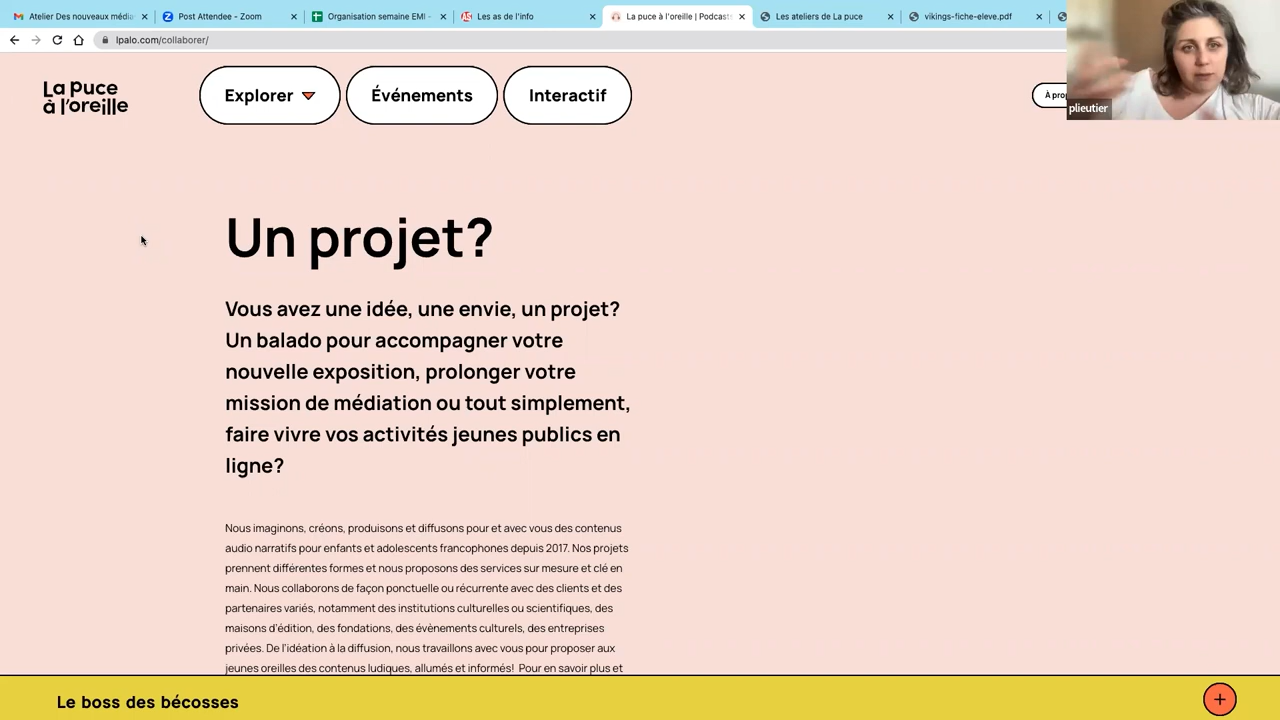 Atelier Des nouveaux média
Post Attendee - Zoom
Organisation semaine EMI -
Les as de l'info
La puce à l'oreille | Podcasts
Les ateliers de La puce
vikings-fiche-eleve.pdf
lpalo.com/collaborer/
La Puce
à l'oreille
Explorer
Événements
Interactif
À pro
plieutier
Un projet?
Vous avez une idée, une envie, un projet?
Un balado pour accompagner votre
nouvelle exposition, prolonger votre
mission de médiation ou tout simplement,
faire vivre vos activités jeunes publics en
ligne?
Nous imaginons, créons, produisons et diffusons pour et avec vous des contenus
audio narratifs pour enfants et adolescents francophones depuis 2017. Nos projets
prennent différentes formes et nous proposons des services sur mesure et clé en
main. Nous collaborons de façon ponctuelle ou récurrente avec des clients et des
partenaires variés, notamment des institutions culturelles ou scientifiques, des
maisons d'édition, des fondations, des évènements culturels, des entreprises
privées. De l'idéation à la diffusion, nous travaillons avec vous pour proposer aux
jeunes oreilles des contenus ludiques, allumés et informés! Pour en savoir plus et
Le boss des bécosses